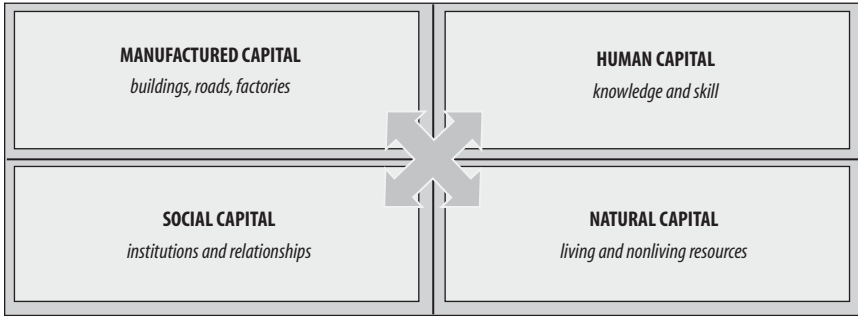 MANUFACTURED CAPITAL
buildings, roads, factories
HUMAN CAPITAL
knowledge and skill
SOCIAL CAPITAL
institutions and relationships
NATURAL CAPITAL
living and nonliving resources